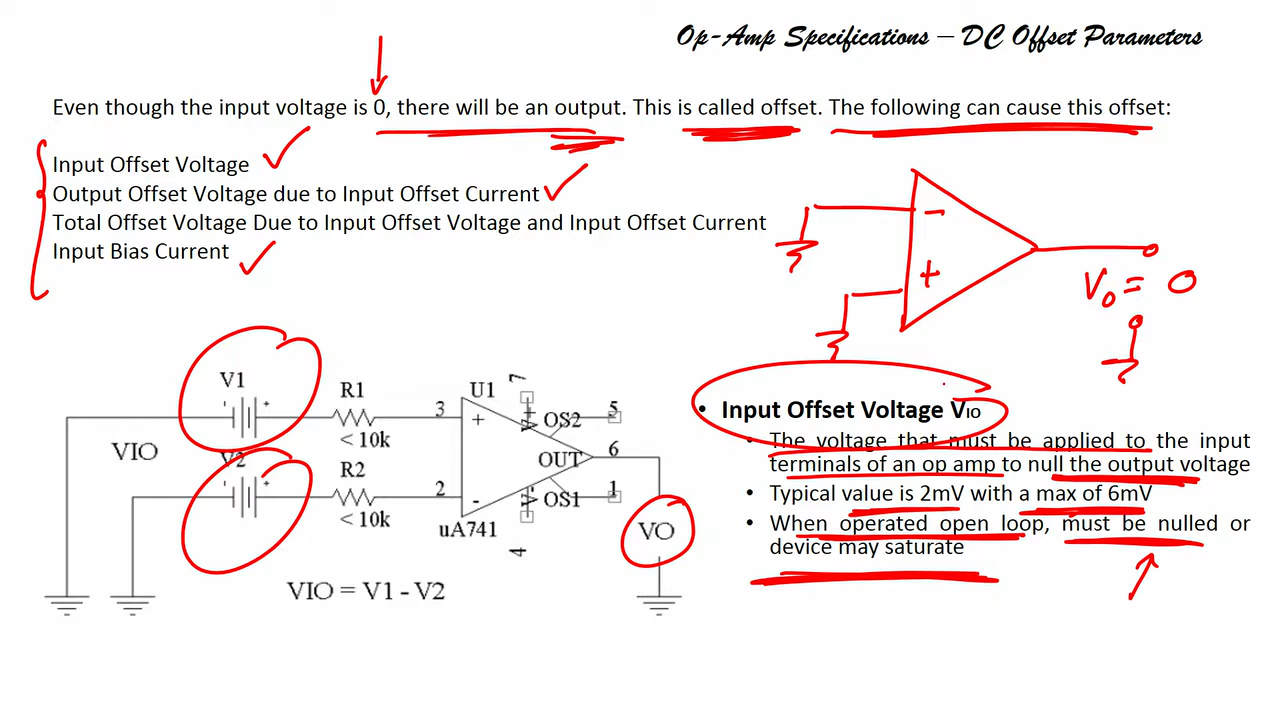 Op-Amp Specifications – DC Offset Parameters
Even though the input voltage is 0, there will be an output. This is called offset. The following can cause this offset:
Input Offset Voltage
Output Offset Voltage due to Input Offset Current
Total Offset Voltage Due to Input Offset Voltage and Input Offset Current
Input Bias Current
-
+
Vo = 0
V1
R1
U1
7
3
+
V+
OS2
5
< 10k
VIO
V2
R2
OUT
6
2
-
V-
OS1
1
< 10k
uA741
4
VO
VIO = V1 - V2
• Input Offset Voltage VIO
• The voltage that must be applied to the input
terminals of an op amp to null the output voltage
• Typical value is 2mV with a max of 6mV
• When operated open loop, must be nulled or
device may saturate